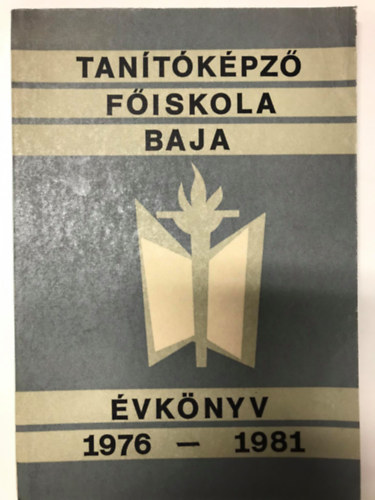 TANÍTÓKÉPZŐ
FŐISKOLA
BAJA
ÉVKÖNYV
1976 — 1981